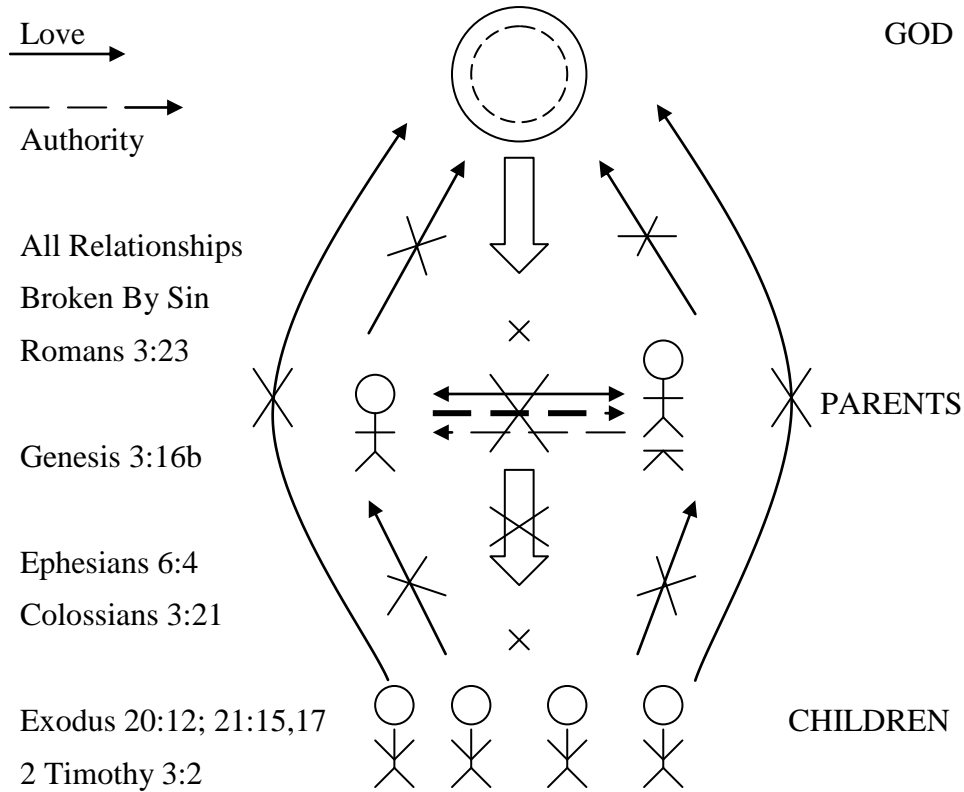 Love
GOD
Authority
All Relationships
Broken By Sin
Romans 3:23
PARENTS
Genesis 3:16b
Ephesians 6:4
Colossians 3:21
Exodus 20:12; 21:15,17
CHILDREN
2 Timothy 3:2